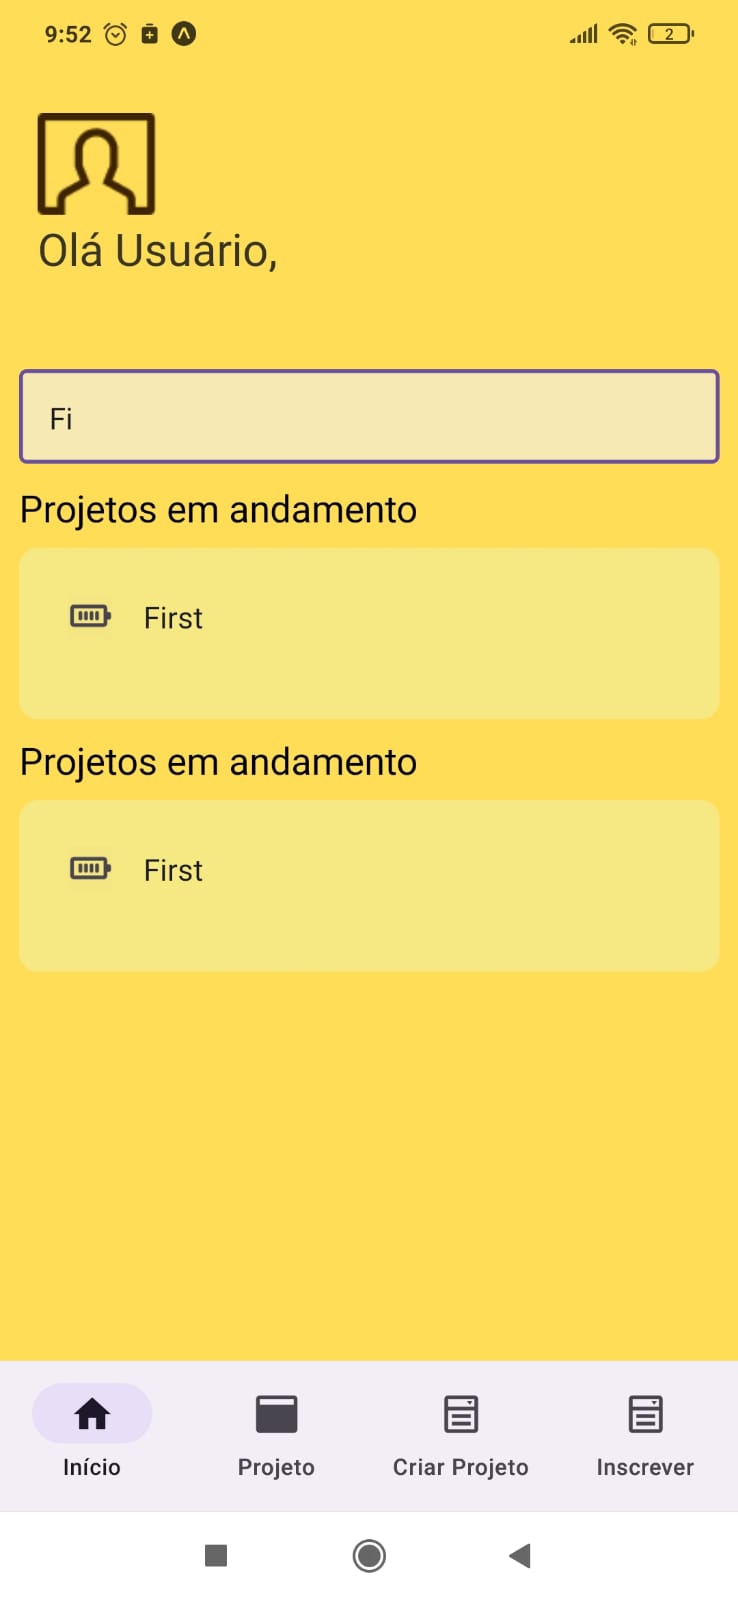 9:52
2
Olá Usuário,
Fi
Projetos em andamento
First
Projetos em andamento
First
Início
Projeto
Criar Projeto
Inscrever